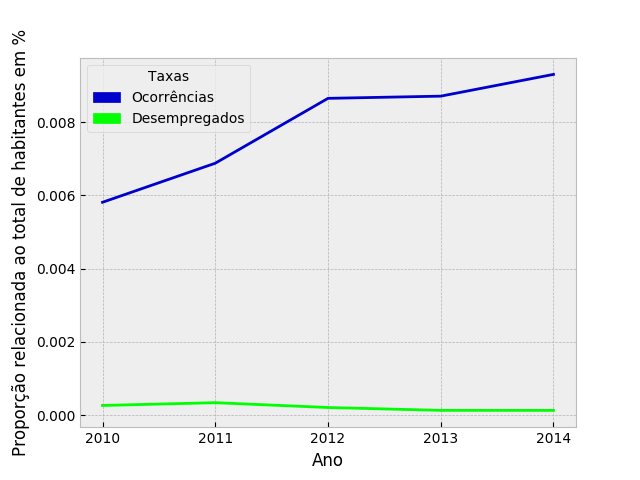 Proporção relacionada ao total de habitantes em %
Taxas
Ocorrências
Desempregados
0.008
0.006
0.004
0.002
0.000
2010 2011 2012 2013 2014
Ano